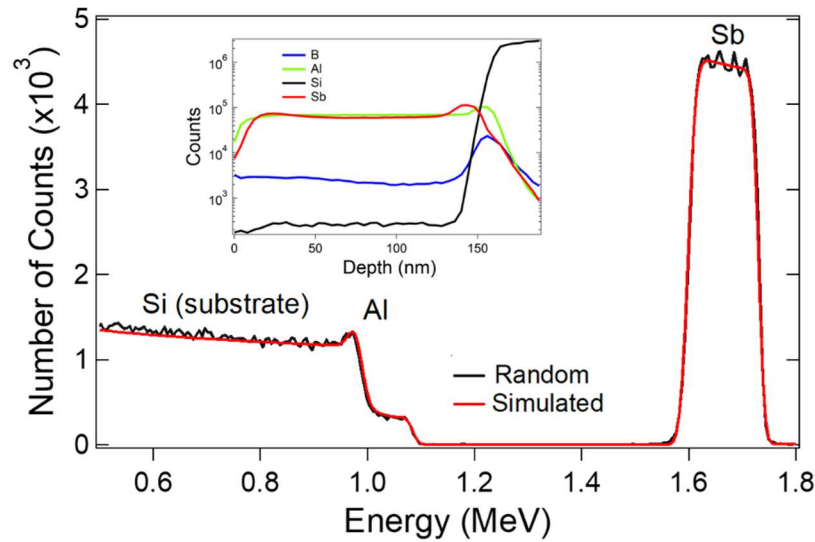 Number of Counts (x10³)
5
4
3
2
1
0
0.6
0.8
1.0
1.2
1.4
1.6
1.8
Energy (MeV)
Si (substrate)
Al
Sb
Random
Simulated
Counts
10⁶
10⁵
10⁴
10³
0
50
100
150
Depth (nm)
B
Al
Si
Sb